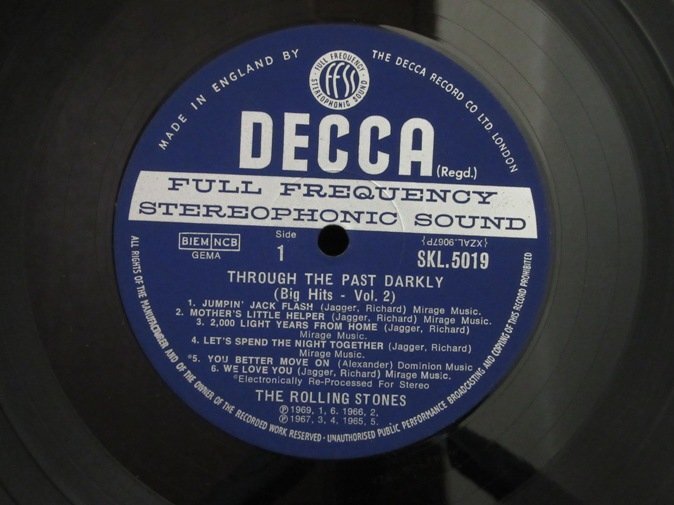 MADE IN ENGLAND BY
THE DECCA RECORD CO LTD, LONDON
FULL FREQUENCY
ffss
STEREOPHONIC SOUND
DECCA (Regd.)
FULL FREQUENCY
STEREOPHONIC SOUND
BIEM NCB
GEMA
Side
1
{XZAL.9067P}
SKL.5019
THROUGH THE PAST DARKLY
(Big Hits - Vol. 2)
1. JUMPIN' JACK FLASH (Jagger, Richard) Mirage Music.
2. MOTHER'S LITTLE HELPER (Jagger, Richard) Mirage Music.
3. 2,000 LIGHT YEARS FROM HOME (Jagger, Richard)
Mirage Music.
4. LET'S SPEND THE NIGHT TOGETHER (Jagger, Richard)
Mirage Music.
*5. YOU BETTER MOVE ON (Alexander) Dominion Music
6. WE LOVE YOU (Jagger, Richard) Mirage Music.
*Electronically Re-Processed For Stereo
THE ROLLING STONES
℗1969, 1, 6. 1966, 2.
℗1967, 3, 4. 1965, 5.
ALL RIGHTS OF THE MANUFACTURER AND OF THE OWNER OF THE RECORDED WORK RESERVED · UNAUTHORISED PUBLIC PERFORMANCE BROADCASTING AND COPYING OF THIS RECORD PROHIBITED